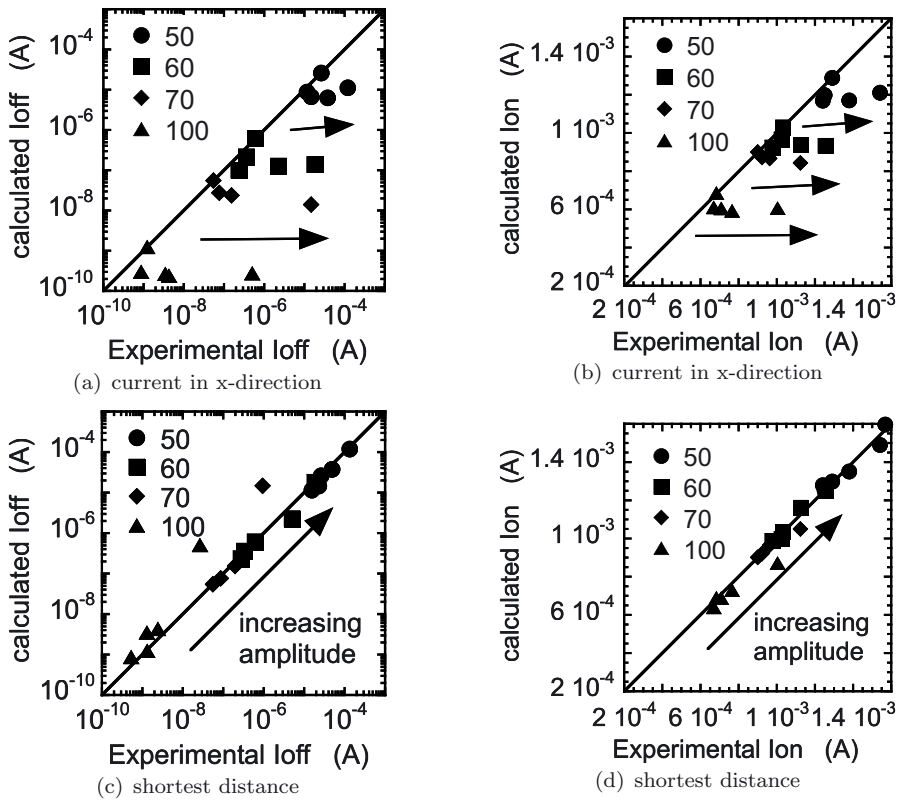 calculated Ioff (A)
10⁻⁴
10⁻⁶
10⁻⁸
10⁻¹⁰
50
60
70
100
10⁻¹⁰ 10⁻⁸ 10⁻⁶ 10⁻⁴
Experimental Ioff (A)
(a) current in x-direction
calculated Ion (A)
1.4 10⁻³
1 10⁻³
6 10⁻⁴
2 10⁻⁴
50
60
70
100
2 10⁻⁴ 6 10⁻⁴ 1 10⁻³ 1.4 10⁻³
Experimental Ion (A)
(b) current in x-direction
calculated Ioff (A)
10⁻⁴
10⁻⁶
10⁻⁸
10⁻¹⁰
50
60
70
100
increasing
amplitude
10⁻¹⁰ 10⁻⁸ 10⁻⁶ 10⁻⁴
Experimental Ioff (A)
(c) shortest distance
calculated Ion (A)
1.4 10⁻³
1 10⁻³
6 10⁻⁴
2 10⁻⁴
50
60
70
100
increasing
amplitude
2 10⁻⁴ 6 10⁻⁴ 1 10⁻³ 1.4 10⁻³
Experimental Ion (A)
(d) shortest distance